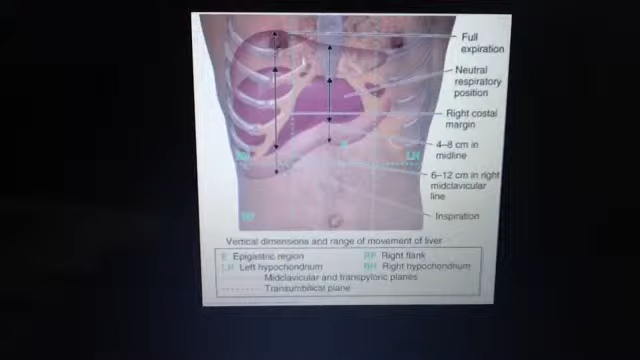 Full
expiration
Neutral
respiratory
position
Right costal
margin
4–8 cm in
midline
6–12 cm in right
midclavicular
line
Inspiration
LH
E
Vertical dimensions and range of movement of liver
E Epigastric region
RF Right flank
LH Left hypochondrium
RH Right hypochondrium
Midclavicular and transpyloric planes
Transumbilical plane